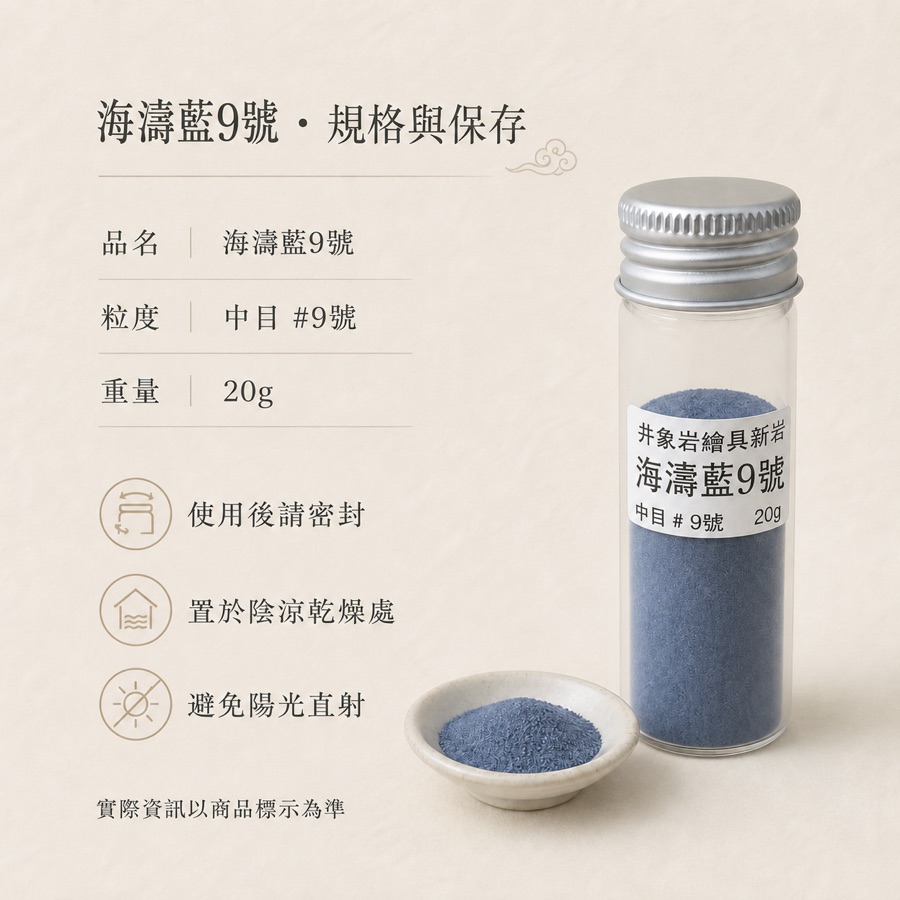 海濤藍9號・規格與保存
品名 海濤藍9號
粒度 中目 #9號
重量 20g
使用後請密封
置於陰涼乾燥處
避免陽光直射
實際資訊以商品標示為準
井象岩繪具新岩
海濤藍9號
中目 # 9號 20g